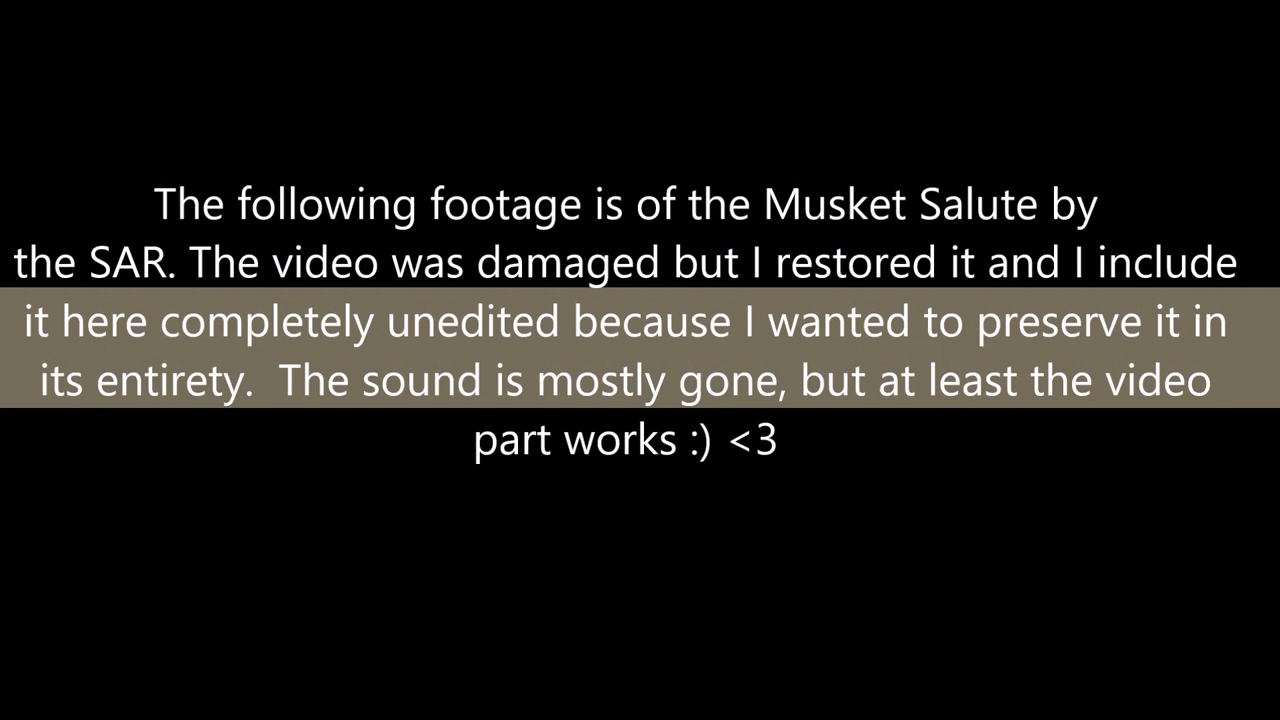 The following footage is of the Musket Salute by
the SAR. The video was damaged but I restored it and I include
it here completely unedited because I wanted to preserve it in
its entirety.  The sound is mostly gone, but at least the video
part works :) <3